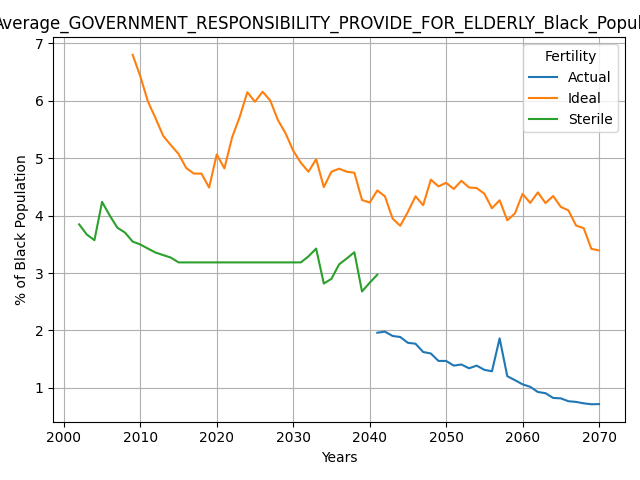 Average_GOVERNMENT_RESPONSIBILITY_PROVIDE_FOR_ELDERLY_Black_Popul
7
6
5
4
3
2
1
% of Black Population
Fertility
Actual
Ideal
Sterile
2000 2010 2020 2030 2040 2050 2060 2070
Years